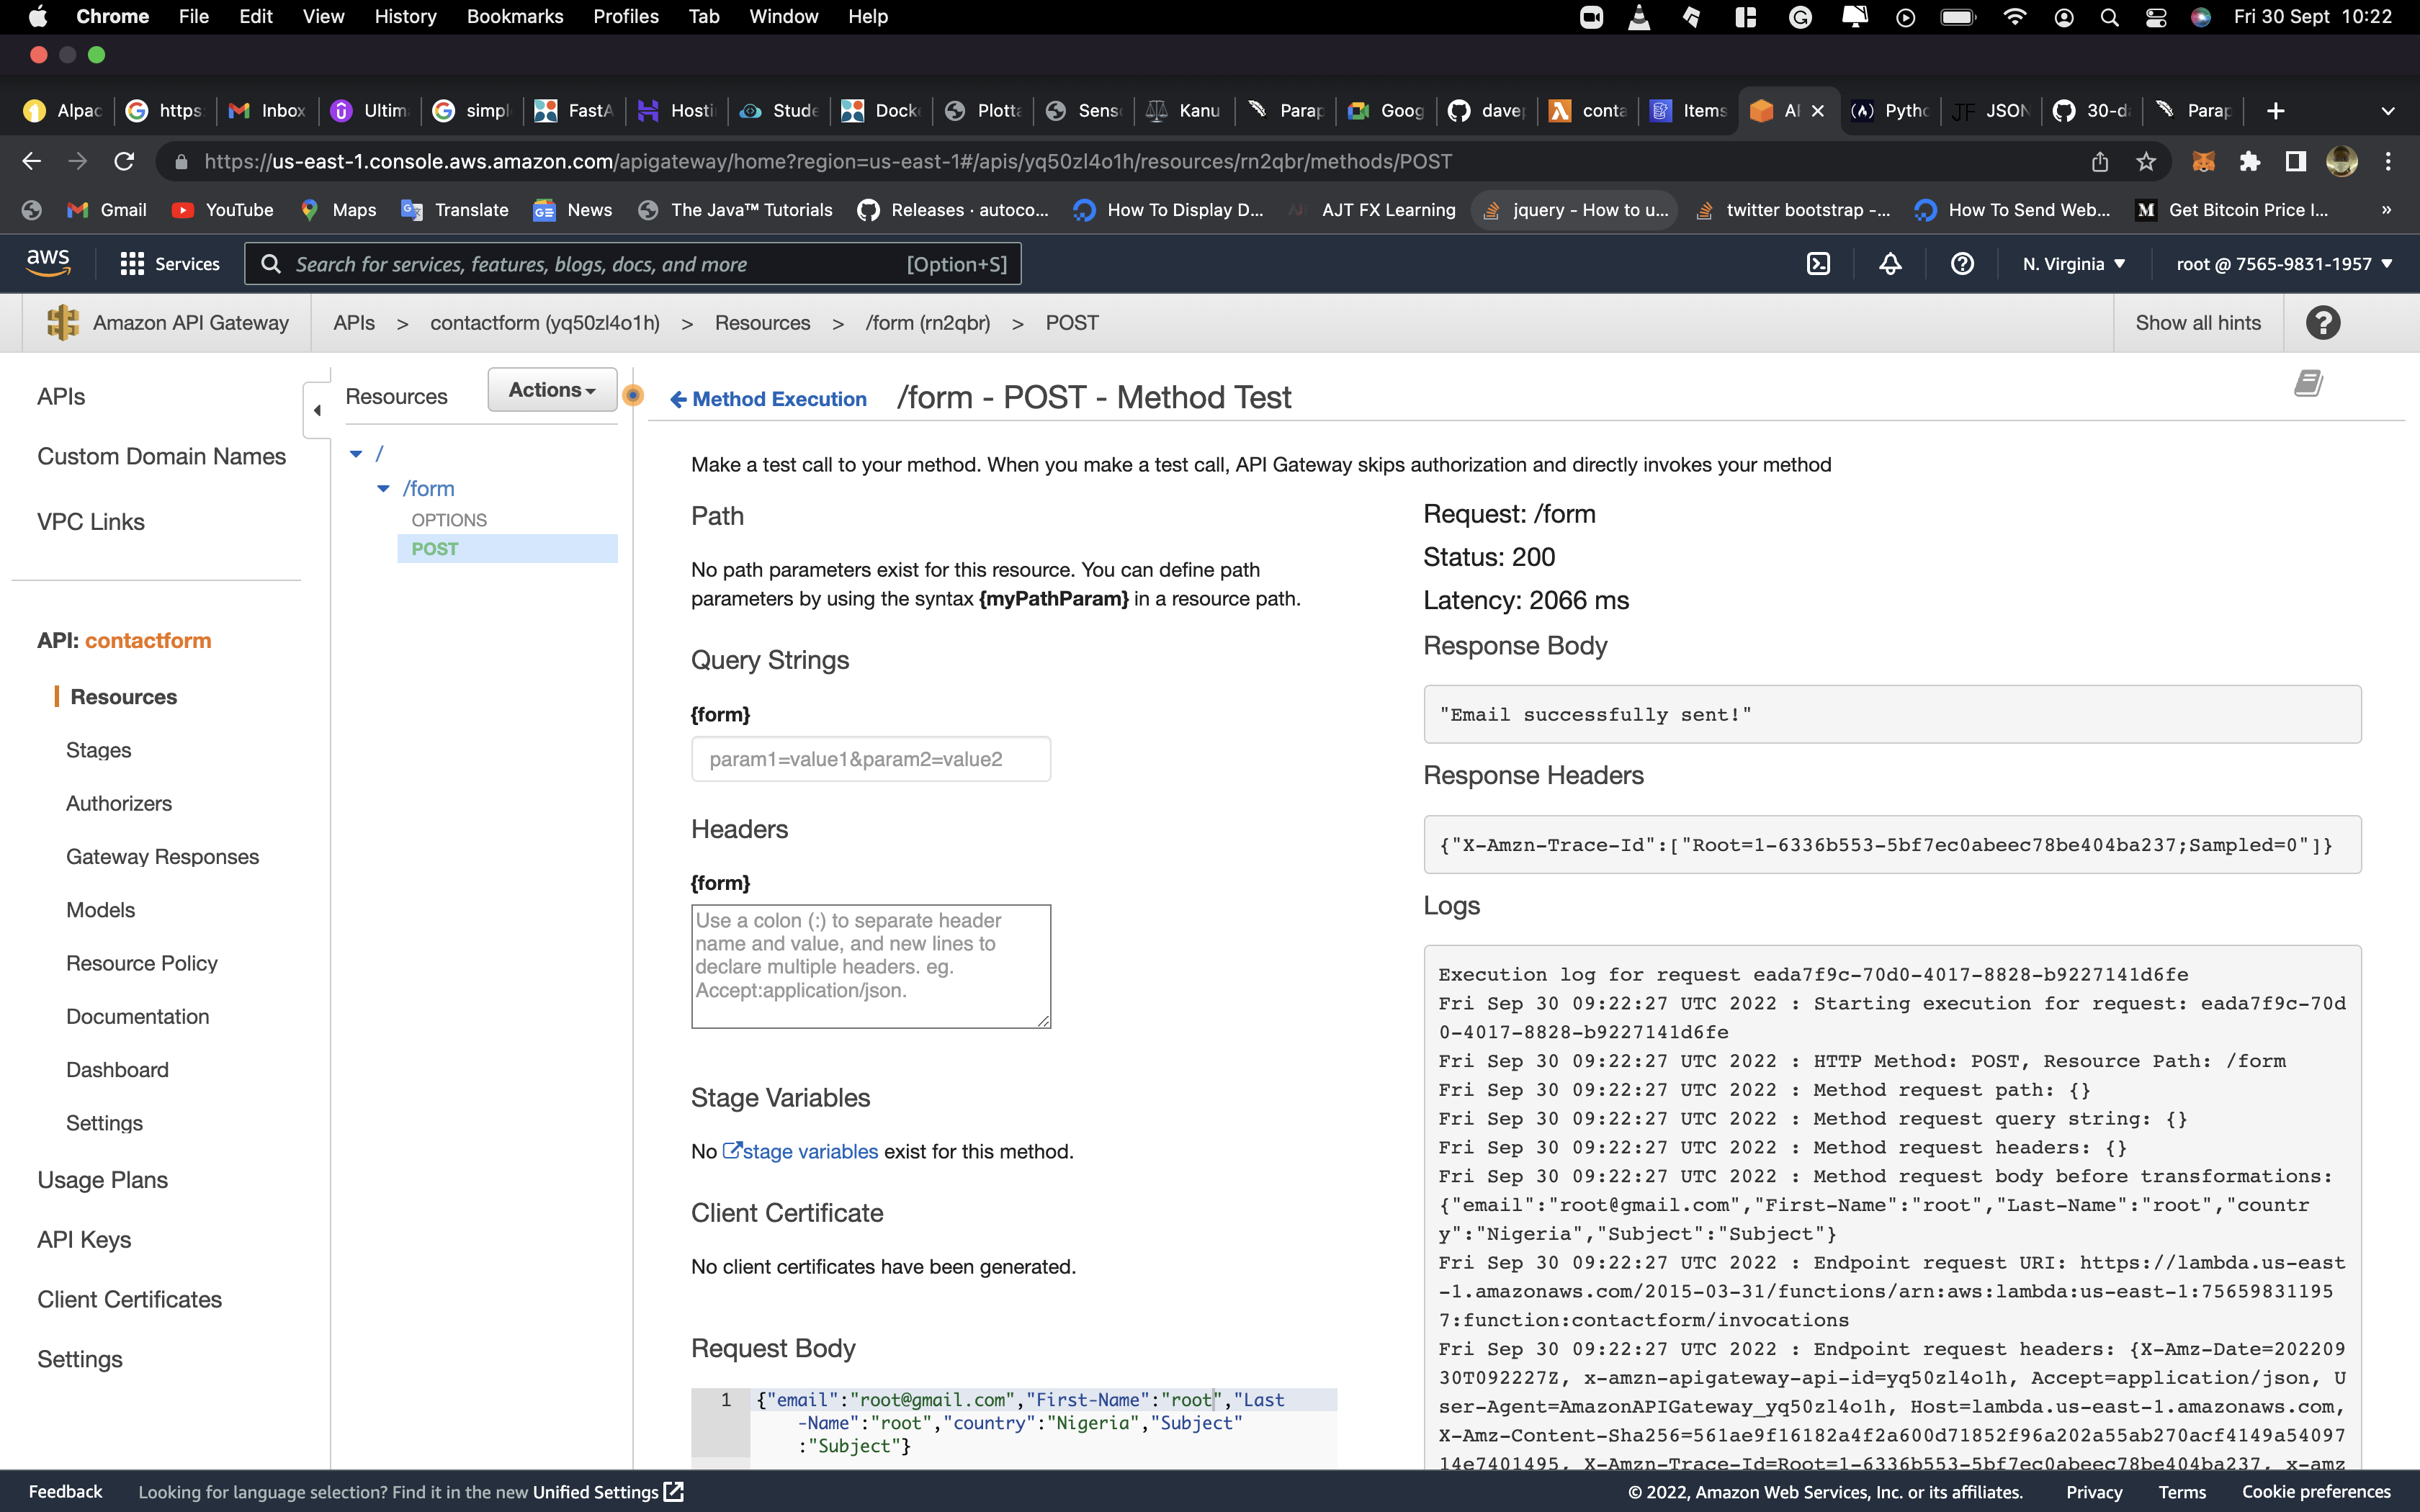 Chrome File Edit View History Bookmarks Profiles Tab Window Help Fri 30 Sept 10:22
Alpac https: Inbox Ultim simpl FastA Hosti Stude Dock Plotta Sens Kanu Parap Goog davep conta Items AP Pytho JSON 30-d Parap
https://us-east-1.console.aws.amazon.com/apigateway/home?region=us-east-1#/apis/yq50zl4o1h/resources/rn2qbr/methods/POST
Gmail YouTube Maps Translate News The Java™ Tutorials Releases · autoco... How To Display D... AJT FX Learning jquery - How to u... twitter bootstrap -... How To Send Web... Get Bitcoin Price I... »
aws Services Search for services, features, blogs, docs, and more [Option+S] N. Virginia root @ 7565-9831-1957
Amazon API Gateway APIs > contactform (yq50zl4o1h) > Resources > /form (rn2qbr) > POST Show all hints
APIs
Custom Domain Names
VPC Links
API: contactform
Resources
Stages
Authorizers
Gateway Responses
Models
Resource Policy
Documentation
Dashboard
Settings
Usage Plans
API Keys
Client Certificates
Settings
Resources Actions
/
/form
OPTIONS
POST
Method Execution /form - POST - Method Test
Make a test call to your method. When you make a test call, API Gateway skips authorization and directly invokes your method
Path
No path parameters exist for this resource. You can define path
parameters by using the syntax {myPathParam} in a resource path.
Query Strings
{form}
param1=value1&param2=value2
Headers
{form}
Use a colon (:) to separate header
name and value, and new lines to
declare multiple headers. eg.
Accept:application/json.
Stage Variables
No stage variables exist for this method.
Client Certificate
No client certificates have been generated.
Request Body
1 {"email":"root@gmail.com","First-Name":"root","Last
-Name":"root","country":"Nigeria","Subject"
:"Subject"}
Request: /form
Status: 200
Latency: 2066 ms
Response Body
"Email successfully sent!"
Response Headers
{"X-Amzn-Trace-Id":["Root=1-6336b553-5bf7ec0abeec78be404ba237;Sampled=0"]}
Logs
Execution log for request eada7f9c-70d0-4017-8828-b9227141d6fe
Fri Sep 30 09:22:27 UTC 2022 : Starting execution for request: eada7f9c-70d
0-4017-8828-b9227141d6fe
Fri Sep 30 09:22:27 UTC 2022 : HTTP Method: POST, Resource Path: /form
Fri Sep 30 09:22:27 UTC 2022 : Method request path: {}
Fri Sep 30 09:22:27 UTC 2022 : Method request query string: {}
Fri Sep 30 09:22:27 UTC 2022 : Method request headers: {}
Fri Sep 30 09:22:27 UTC 2022 : Method request body before transformations:
{"email":"root@gmail.com","First-Name":"root","Last-Name":"root","countr
y":"Nigeria","Subject":"Subject"}
Fri Sep 30 09:22:27 UTC 2022 : Endpoint request URI: https://lambda.us-east
-1.amazonaws.com/2015-03-31/functions/arn:aws:lambda:us-east-1:75659831195
7:function:contactform/invocations
Fri Sep 30 09:22:27 UTC 2022 : Endpoint request headers: {X-Amz-Date=202209
30T092227Z, x-amzn-apigateway-api-id=yq50zl4o1h, Accept=application/json, U
ser-Agent=AmazonAPIGateway_yq50zl4o1h, Host=lambda.us-east-1.amazonaws.com,
X-Amz-Content-Sha256=561ae9f16182a4f2a600d71852f96a202a55ab270acf4149a54097
14e7401495, X-Amzn-Trace-Id=Root=1-6336b553-5bf7ec0abeec78be404ba237, x-amz
Feedback Looking for language selection? Find it in the new Unified Settings © 2022, Amazon Web Services, Inc. or its affiliates. Privacy Terms Cookie preferences